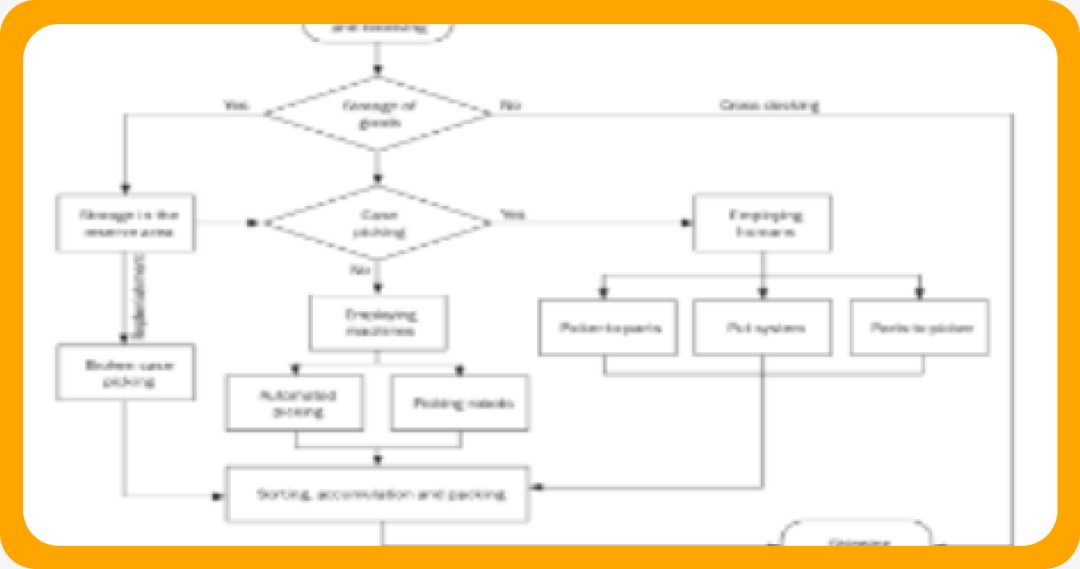 and receiving
Yes
Storage of
goods
No
Cross docking
Storage in the
reserve area
Case
picking
Yes
Employing
humans
No
Replenishment
Employing
machines
Picker to parts
Put system
Parts to picker
Broken case
picking
Automated
picking
Picking robots
Sorting, accumulation and packing
Shipping